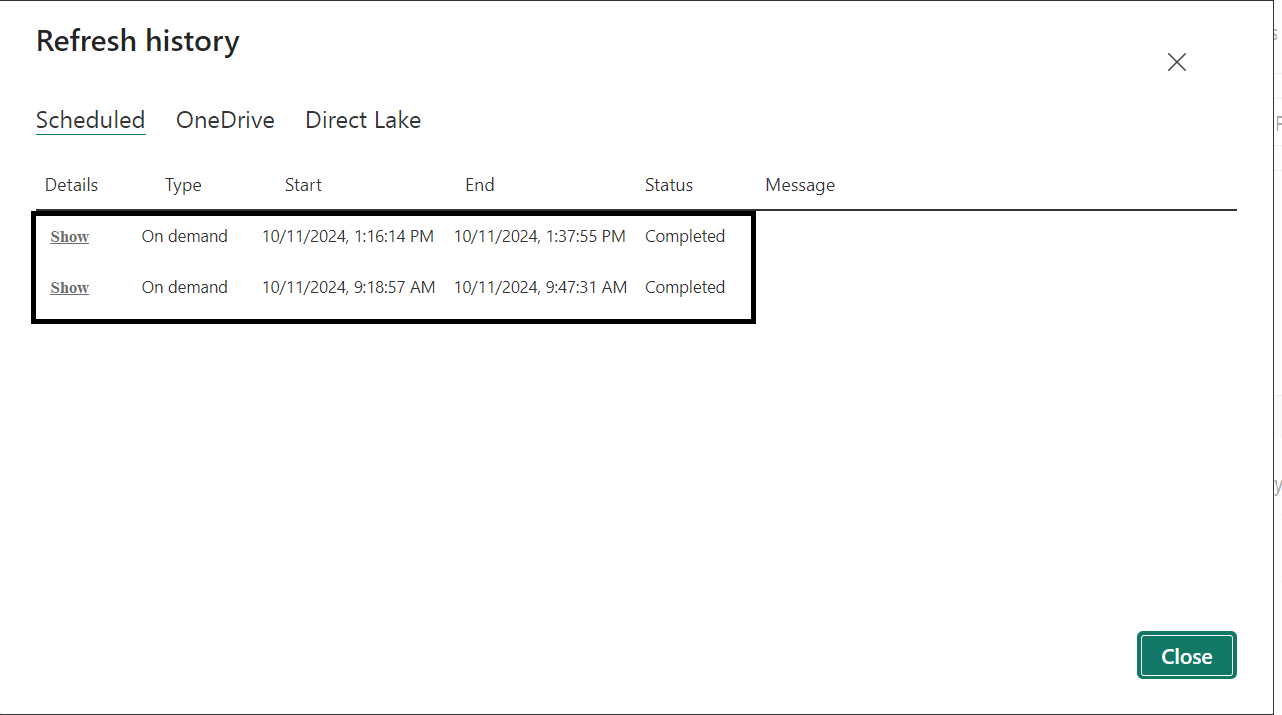 Refresh history
Scheduled OneDrive Direct Lake
Details Type Start End Status Message
Show On demand 10/11/2024, 1:16:14 PM 10/11/2024, 1:37:55 PM Completed
Show On demand 10/11/2024, 9:18:57 AM 10/11/2024, 9:47:31 AM Completed
Close